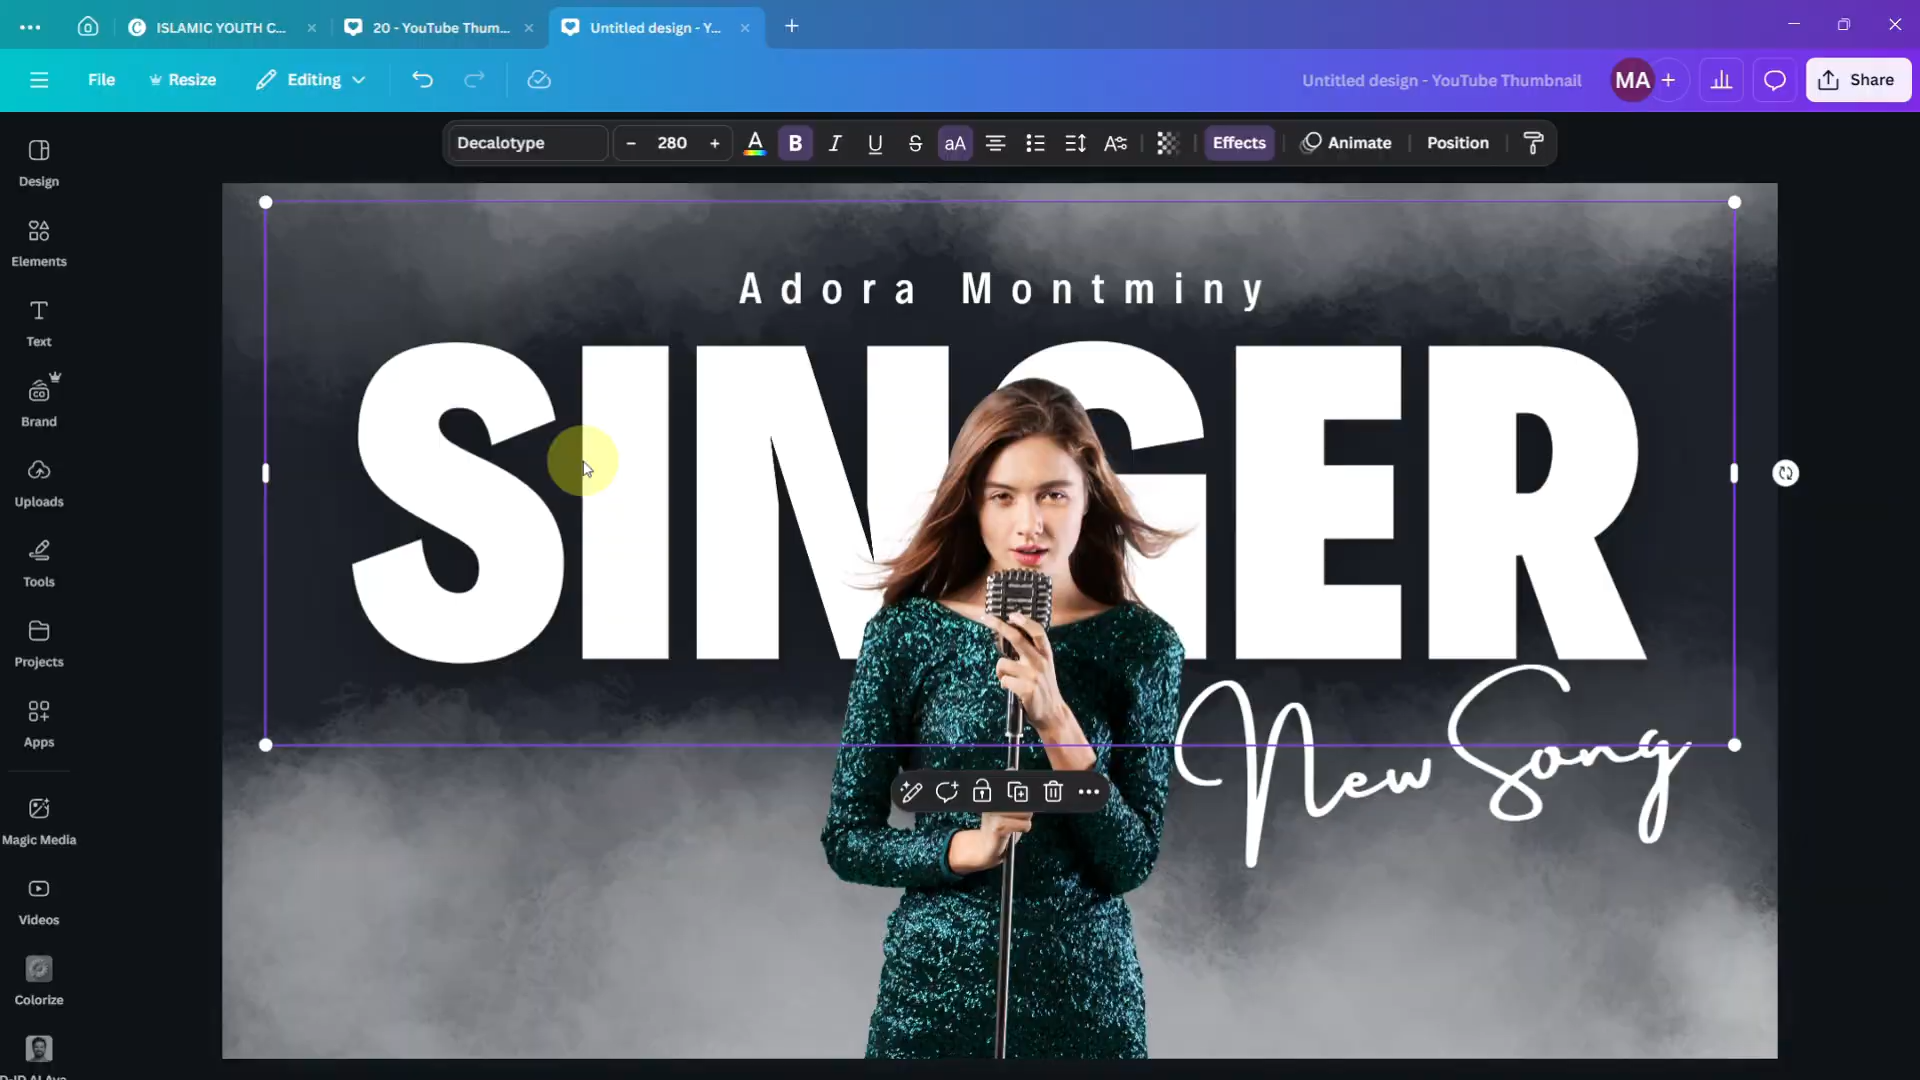 ISLAMIC YOUTH C...
20 - YouTube Thum...
Untitled design - Y...
File
Resize
Editing
Untitled design - YouTube Thumbnail
MA
Share
Decalotype
280
A
B
I
U
S
aA
Effects
Animate
Position
Design
Elements
Text
Brand
Uploads
Tools
Projects
Apps
Magic Media
Videos
Colorize
Adora Montminy
SINGER
New Song